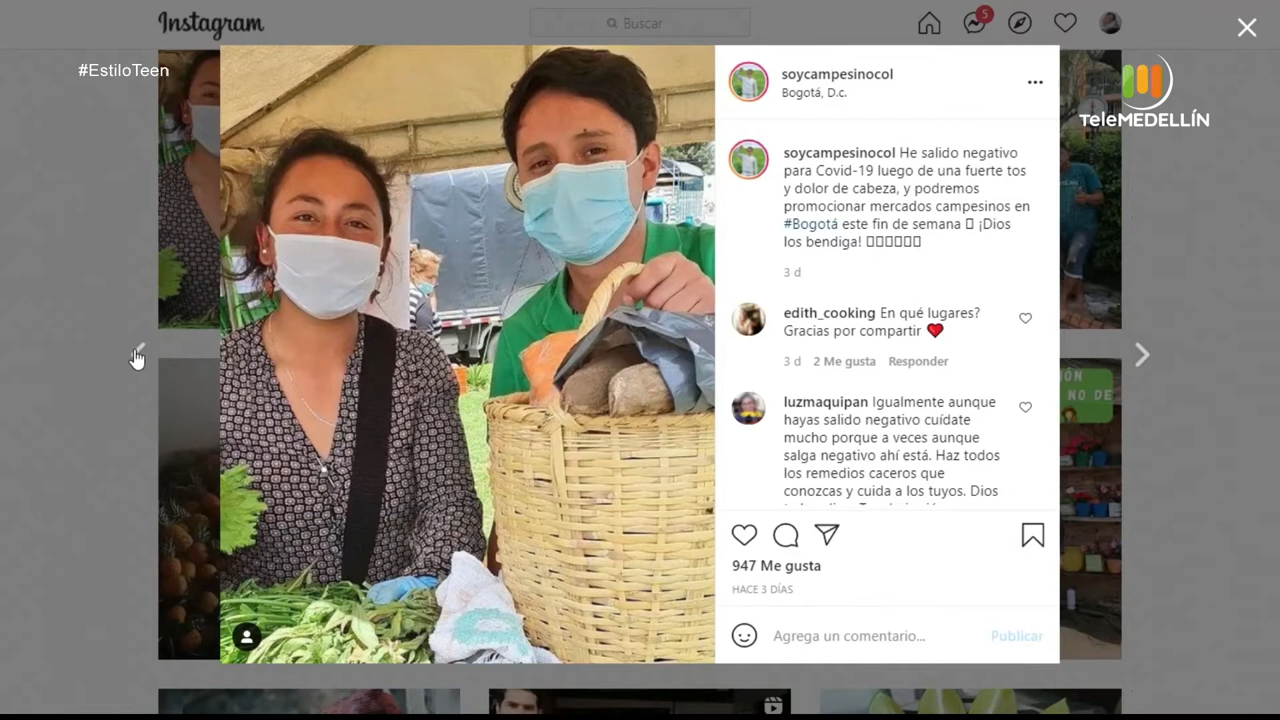 Instagram
Buscar
5
#EstiloTeen
TeleMEDELLÍN
soycampesinocol
Bogotá, D.c.
soycampesinocol He salido negativo
para Covid-19 luego de una fuerte tos
y dolor de cabeza, y podremos
promocionar mercados campesinos en
#Bogotá este fin de semana ▯ ¡Dios
los bendiga! ▯▯▯▯▯▯
3 d
edith_cooking En qué lugares?
Gracias por compartir ❤️
3 d 2 Me gusta Responder
luzmaquipan Igualmente aunque
hayas salido negativo cuídate
mucho porque a veces aunque
salga negativo ahí está. Haz todos
los remedios caceros que
conozcas y cuida a los tuyos. Dios
947 Me gusta
HACE 3 DÍAS
Agrega un comentario... Publicar
NO DE